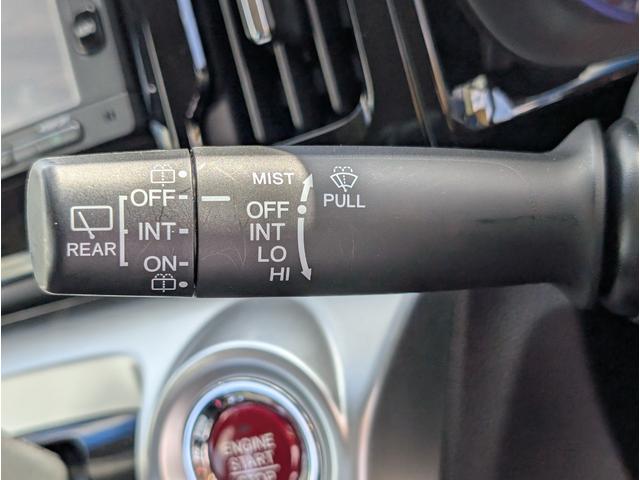 OFF
REAR
INT
ON
MIST
OFF
INT
LO
HI
PULL
ENGINE
START
STOP